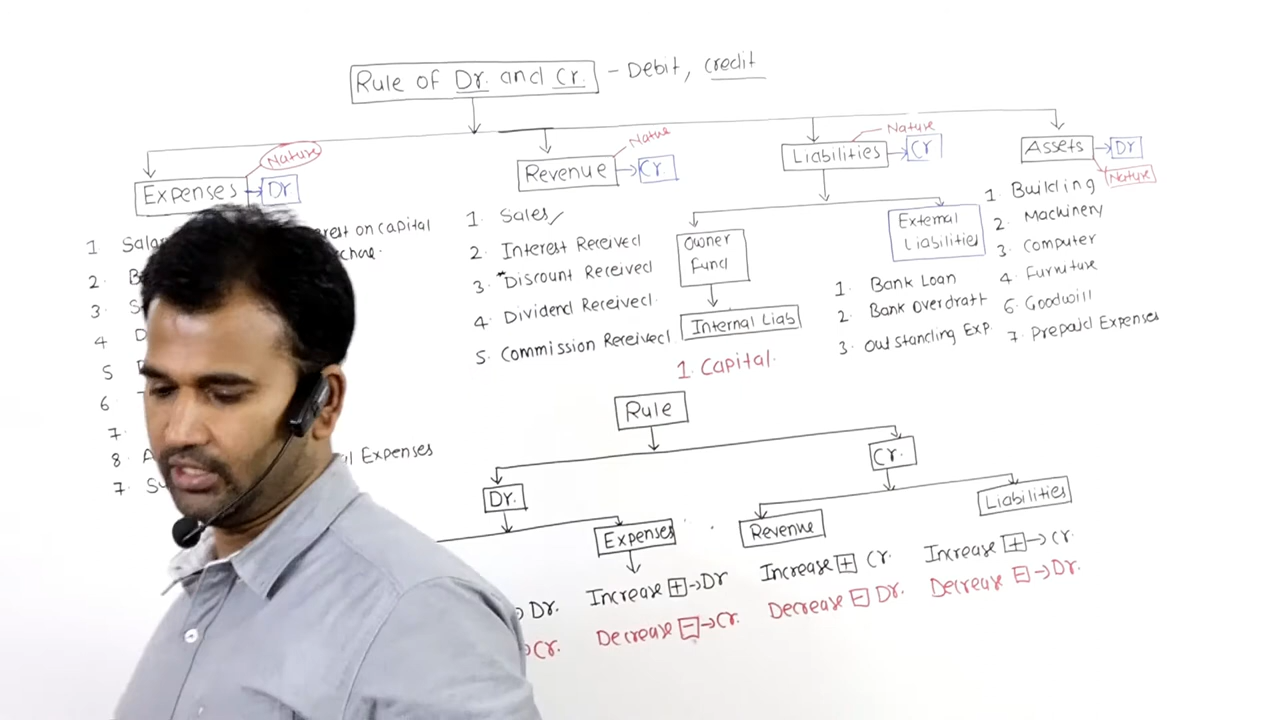 Rule of Dr. and Cr. - Debit, credit
Nature
Expenses → Dr
Nature
Revenue → Cr.
Nature
Liabilities → Cr
Assets → Dr
Nature
1
2.
3.
4
5
6.
7.
8.
7.
on capital
Expenses
1. Sales
2. Interest Received
3. Discount Received
4. Dividend Received
5. Commission Received
Owner
Fund
Internal Liab
1. Capital.
External
Liabilities
1. Bank Loan
2. Bank Overdraft
3. Outstanding Exp.
1. Building
2. Machinery
3. Computer
4. Furniture
6. Goodwill
7. Prepaid Expenses
Rule
Dr.
Cr.
Expenses
Revenue
Liabilities
Dr.
Cr.
Increase + → Dr
Decrease - → Cr.
Increase + Cr.
Decrease - Dr.
Increase + → Cr.
Decrease - → Dr.